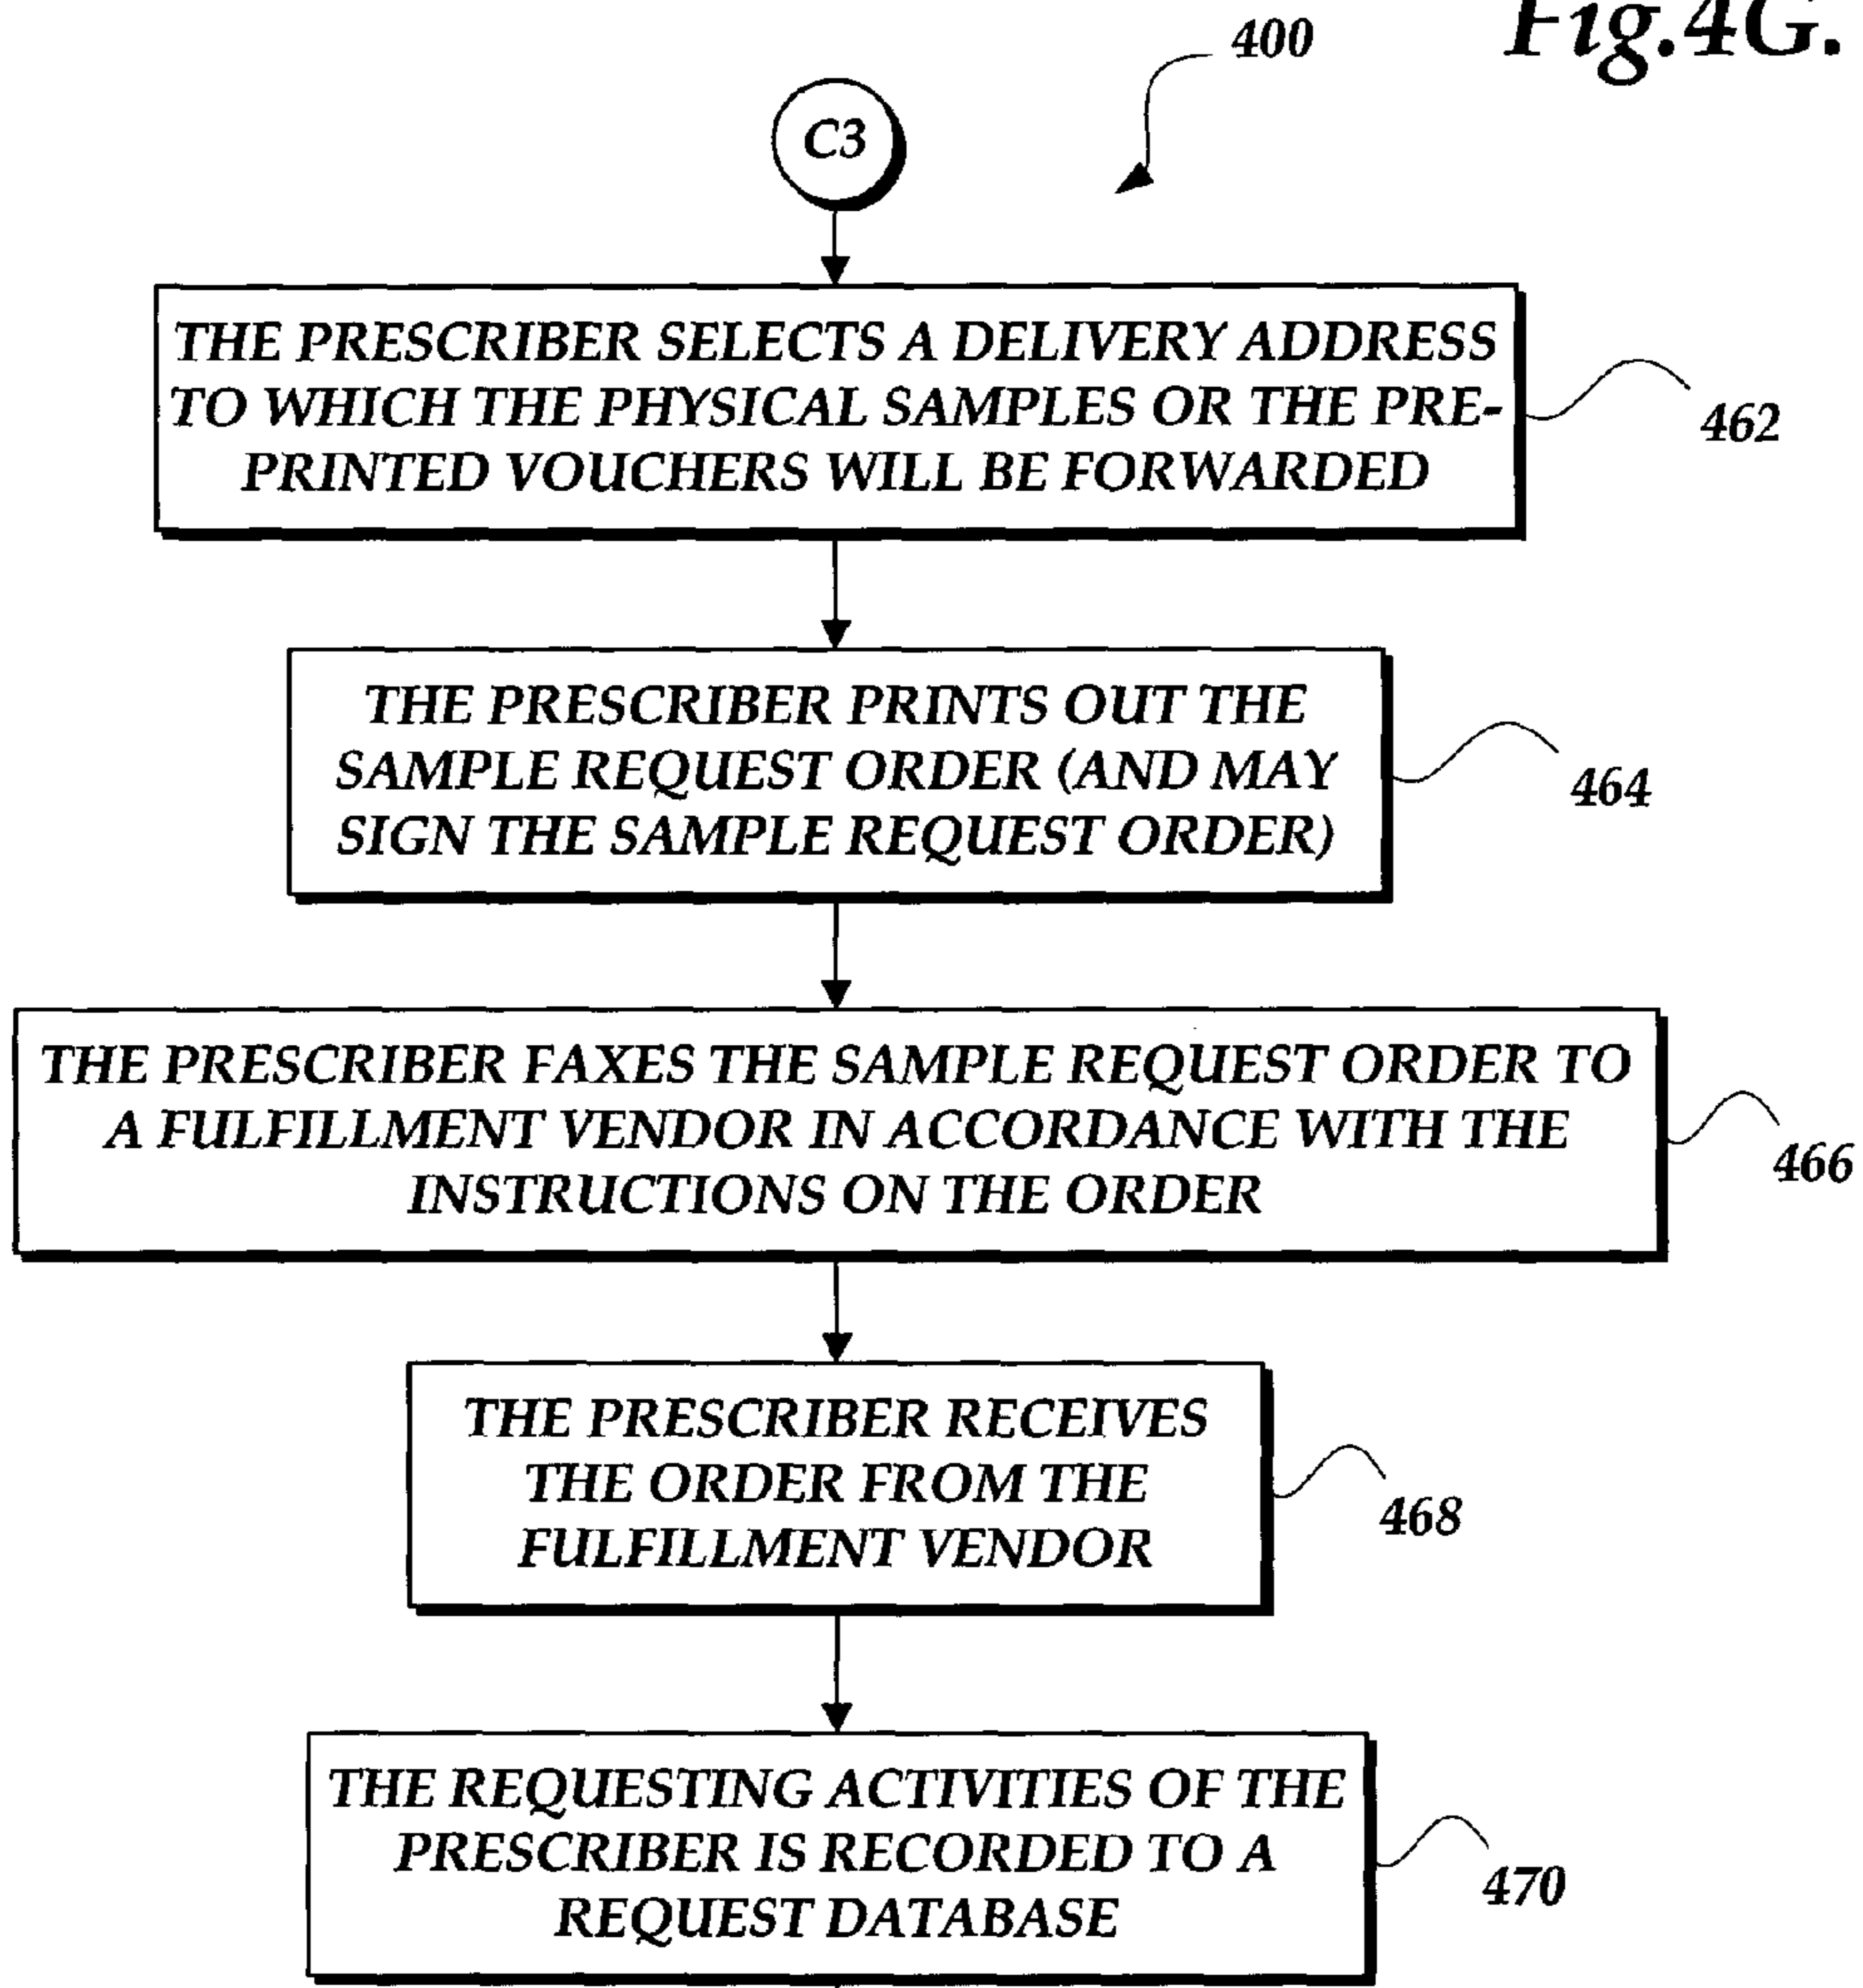 Fig.4G.
400
C3
THE PRESCRIBER SELECTS A DELIVERY ADDRESS
TO WHICH THE PHYSICAL SAMPLES OR THE PRE-
PRINTED VOUCHERS WILL BE FORWARDED
462
THE PRESCRIBER PRINTS OUT THE
SAMPLE REQUEST ORDER (AND MAY
SIGN THE SAMPLE REQUEST ORDER)
464
THE PRESCRIBER FAXES THE SAMPLE REQUEST ORDER TO
A FULFILLMENT VENDOR IN ACCORDANCE WITH THE
INSTRUCTIONS ON THE ORDER
466
THE PRESCRIBER RECEIVES
THE ORDER FROM THE
FULFILLMENT VENDOR
468
THE REQUESTING ACTIVITIES OF THE
PRESCRIBER IS RECORDED TO A
REQUEST DATABASE
470